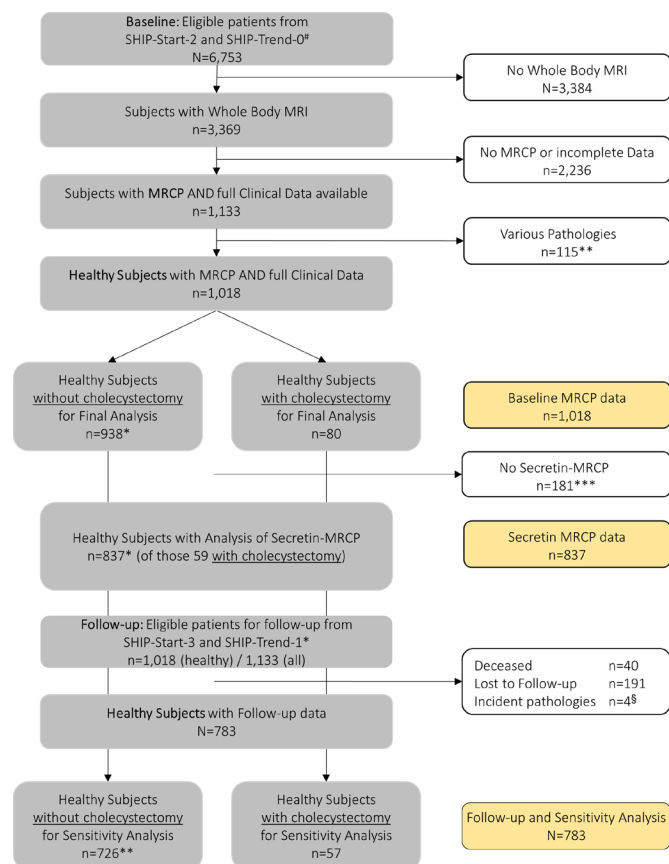 Baseline: Eligible patients from
SHIP-Start-2 and SHIP-Trend-0#
N=6,753
No Whole Body MRI
N=3,384
Subjects with Whole Body MRI
n=3,369
No MRCP or incomplete Data
n=2,236
Subjects with MRCP AND full Clinical Data available
n=1,133
Various Pathologies
n=115**
Healthy Subjects with MRCP AND full Clinical Data
n=1,018
Healthy Subjects
without cholecystectomy
for Final Analysis
n=938*
Healthy Subjects
with cholecystectomy
for Final Analysis
n=80
Baseline MRCP data
n=1,018
No Secretin-MRCP
n=181***
Healthy Subjects with Analysis of Secretin-MRCP
n=837* (of those 59 with cholecystectomy)
Secretin MRCP data
n=837
Follow-up: Eligible patients for follow-up from
SHIP-Start-3 and SHIP-Trend-1*
n=1,018 (healthy) / 1,133 (all)
Deceased n=40
Lost to Follow-up n=191
Incident pathologies n=4§
Healthy Subjects with Follow-up data
N=783
Healthy Subjects
without cholecystectomy
for Sensitivity Analysis
n=726**
Healthy Subjects
with cholecystectomy
for Sensitivity Analysis
n=57
Follow-up and Sensitivity Analysis
N=783